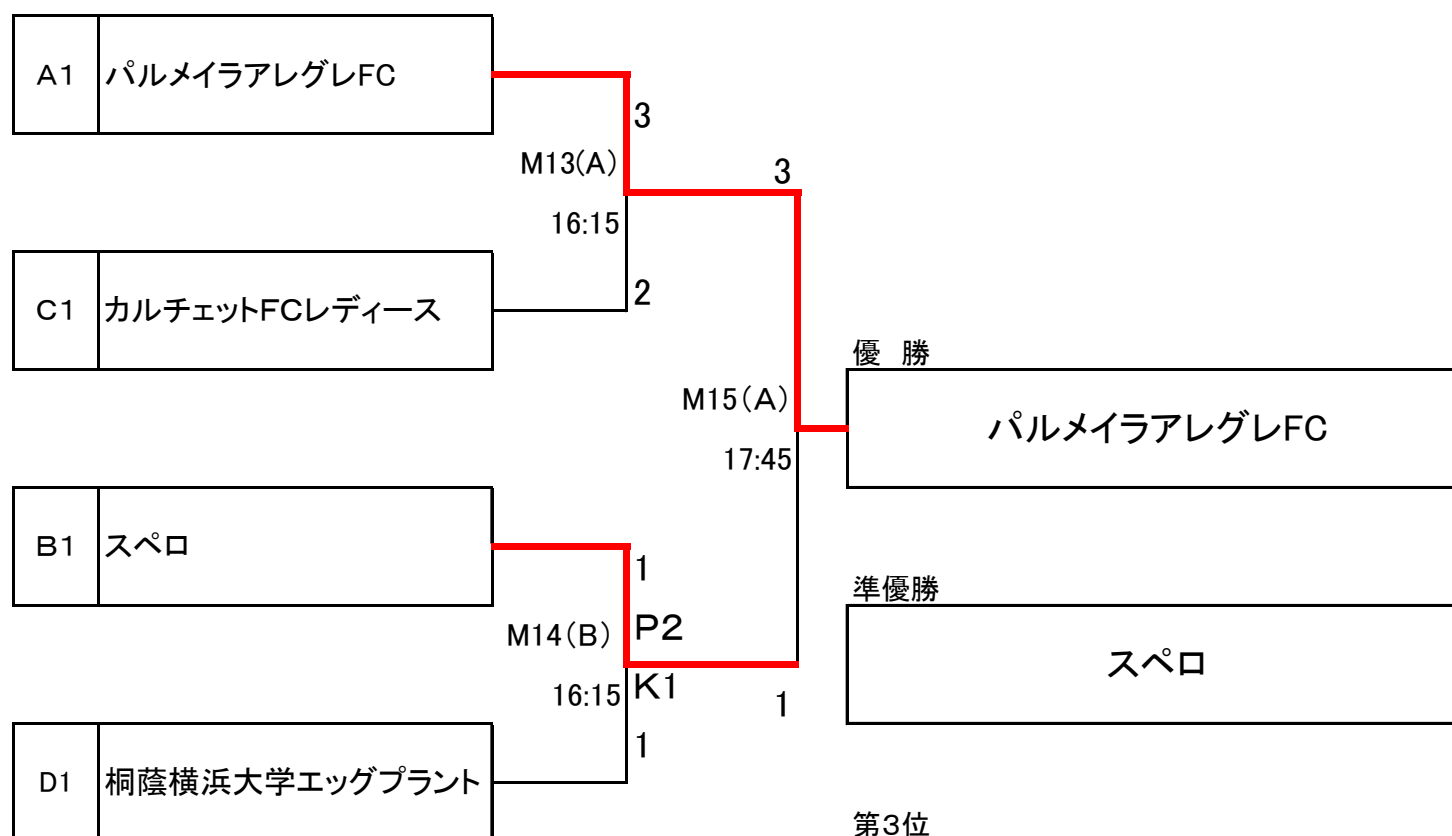 A1 パルメイラアレグレFC
3
M13(A)
3
16:15
C1 カルチェットFCレディース
2
優 勝
M15(A)
パルメイラアレグレFC
17:45
B1 スペロ
1
準優勝
M14(B)
P2
スペロ
16:15
K1
1
1
D1 桐蔭横浜大学エッグプラント
第3位